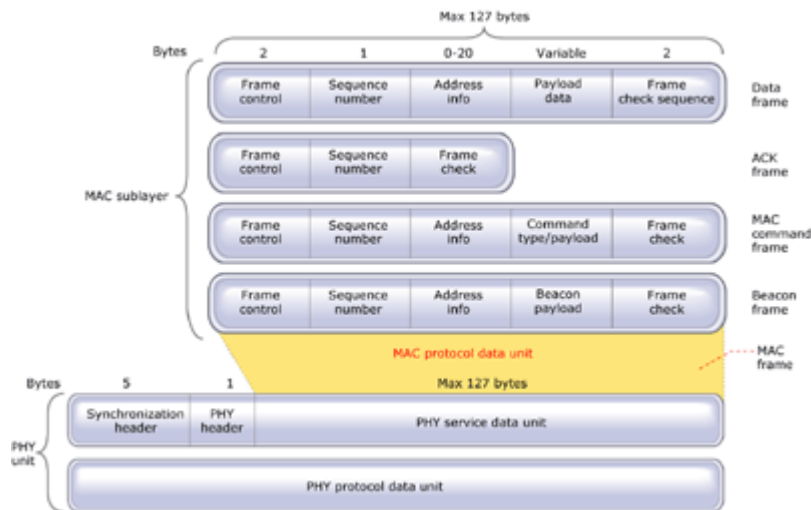 Max 127 bytes
Bytes 2 1 0-20 Variable 2
Frame control
Sequence number
Address info
Payload data
Frame check sequence
Data frame
Frame control
Sequence number
Frame check
ACK frame
MAC sublayer
Frame control
Sequence number
Address info
Command type/payload
Frame check
MAC command frame
Frame control
Sequence number
Address info
Beacon payload
Frame check
Beacon frame
MAC protocol data unit
MAC frame
Bytes 5 1 Max 127 bytes
Synchronization header
PHY header
PHY service data unit
PHY unit
PHY protocol data unit